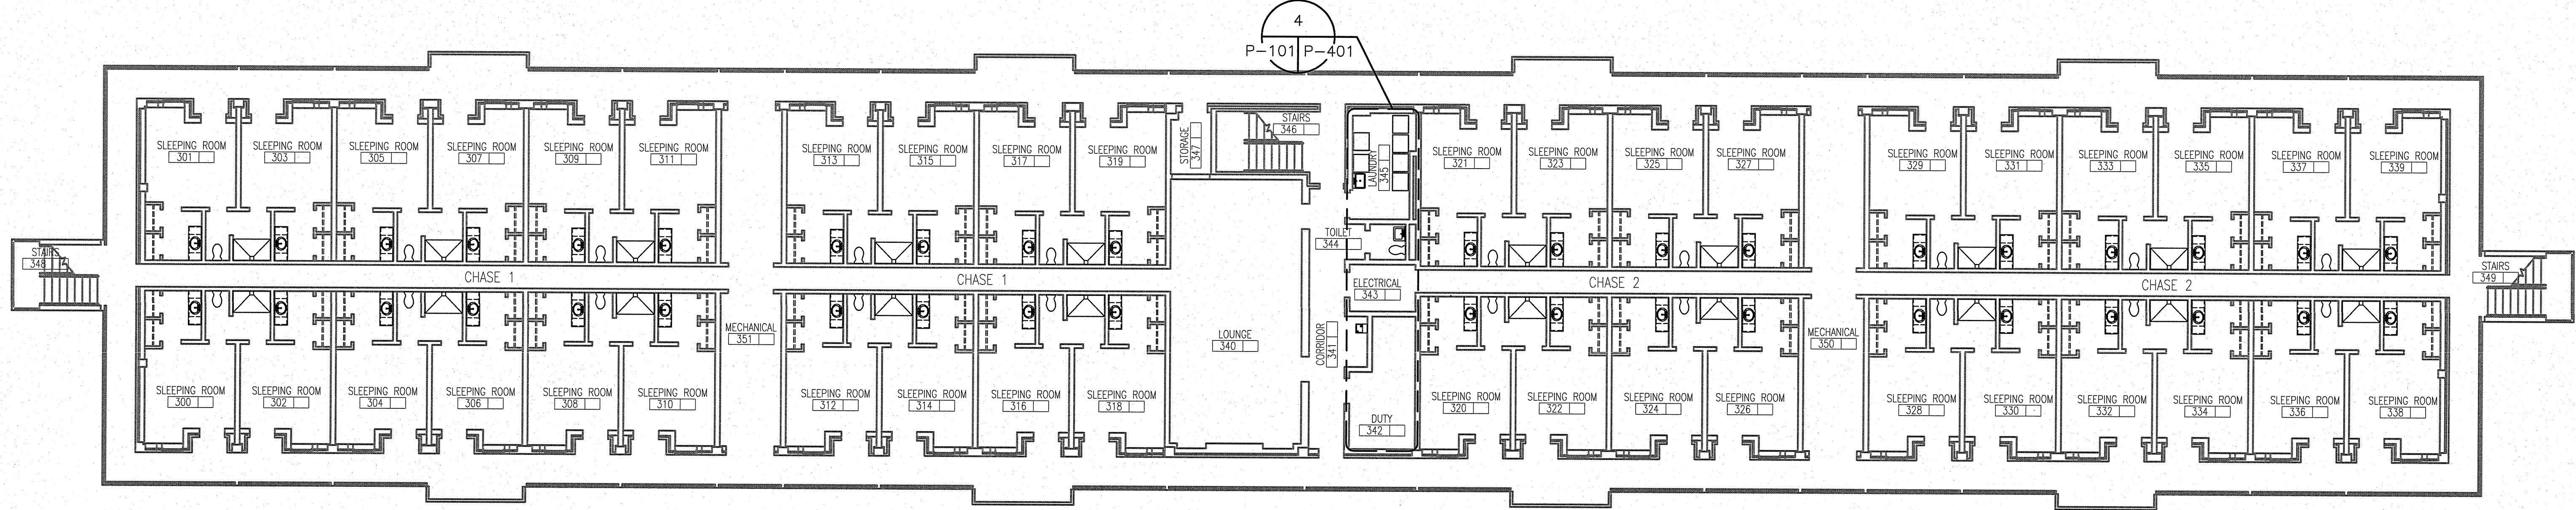 4
P-101 P-401
SLEEPING ROOM
301
SLEEPING ROOM
303
SLEEPING ROOM
305
SLEEPING ROOM
307
SLEEPING ROOM
309
SLEEPING ROOM
311
SLEEPING ROOM
313
SLEEPING ROOM
315
SLEEPING ROOM
317
SLEEPING ROOM
319
STORAGE
347
STAIRS
346
LAUNDRY
345
SLEEPING ROOM
321
SLEEPING ROOM
323
SLEEPING ROOM
325
SLEEPING ROOM
327
SLEEPING ROOM
329
SLEEPING ROOM
331
SLEEPING ROOM
333
SLEEPING ROOM
335
SLEEPING ROOM
337
SLEEPING ROOM
339
STAIRS
348
CHASE 1
CHASE 1
TOILET
344
ELECTRICAL
343
CHASE 2
CHASE 2
STAIRS
349
MECHANICAL
351
LOUNGE
340
CORRIDOR
341
MECHANICAL
350
SLEEPING ROOM
300
SLEEPING ROOM
302
SLEEPING ROOM
304
SLEEPING ROOM
306
SLEEPING ROOM
308
SLEEPING ROOM
310
SLEEPING ROOM
312
SLEEPING ROOM
314
SLEEPING ROOM
316
SLEEPING ROOM
318
DUTY
342
SLEEPING ROOM
320
SLEEPING ROOM
322
SLEEPING ROOM
324
SLEEPING ROOM
326
SLEEPING ROOM
328
SLEEPING ROOM
330
SLEEPING ROOM
332
SLEEPING ROOM
334
SLEEPING ROOM
336
SLEEPING ROOM
338